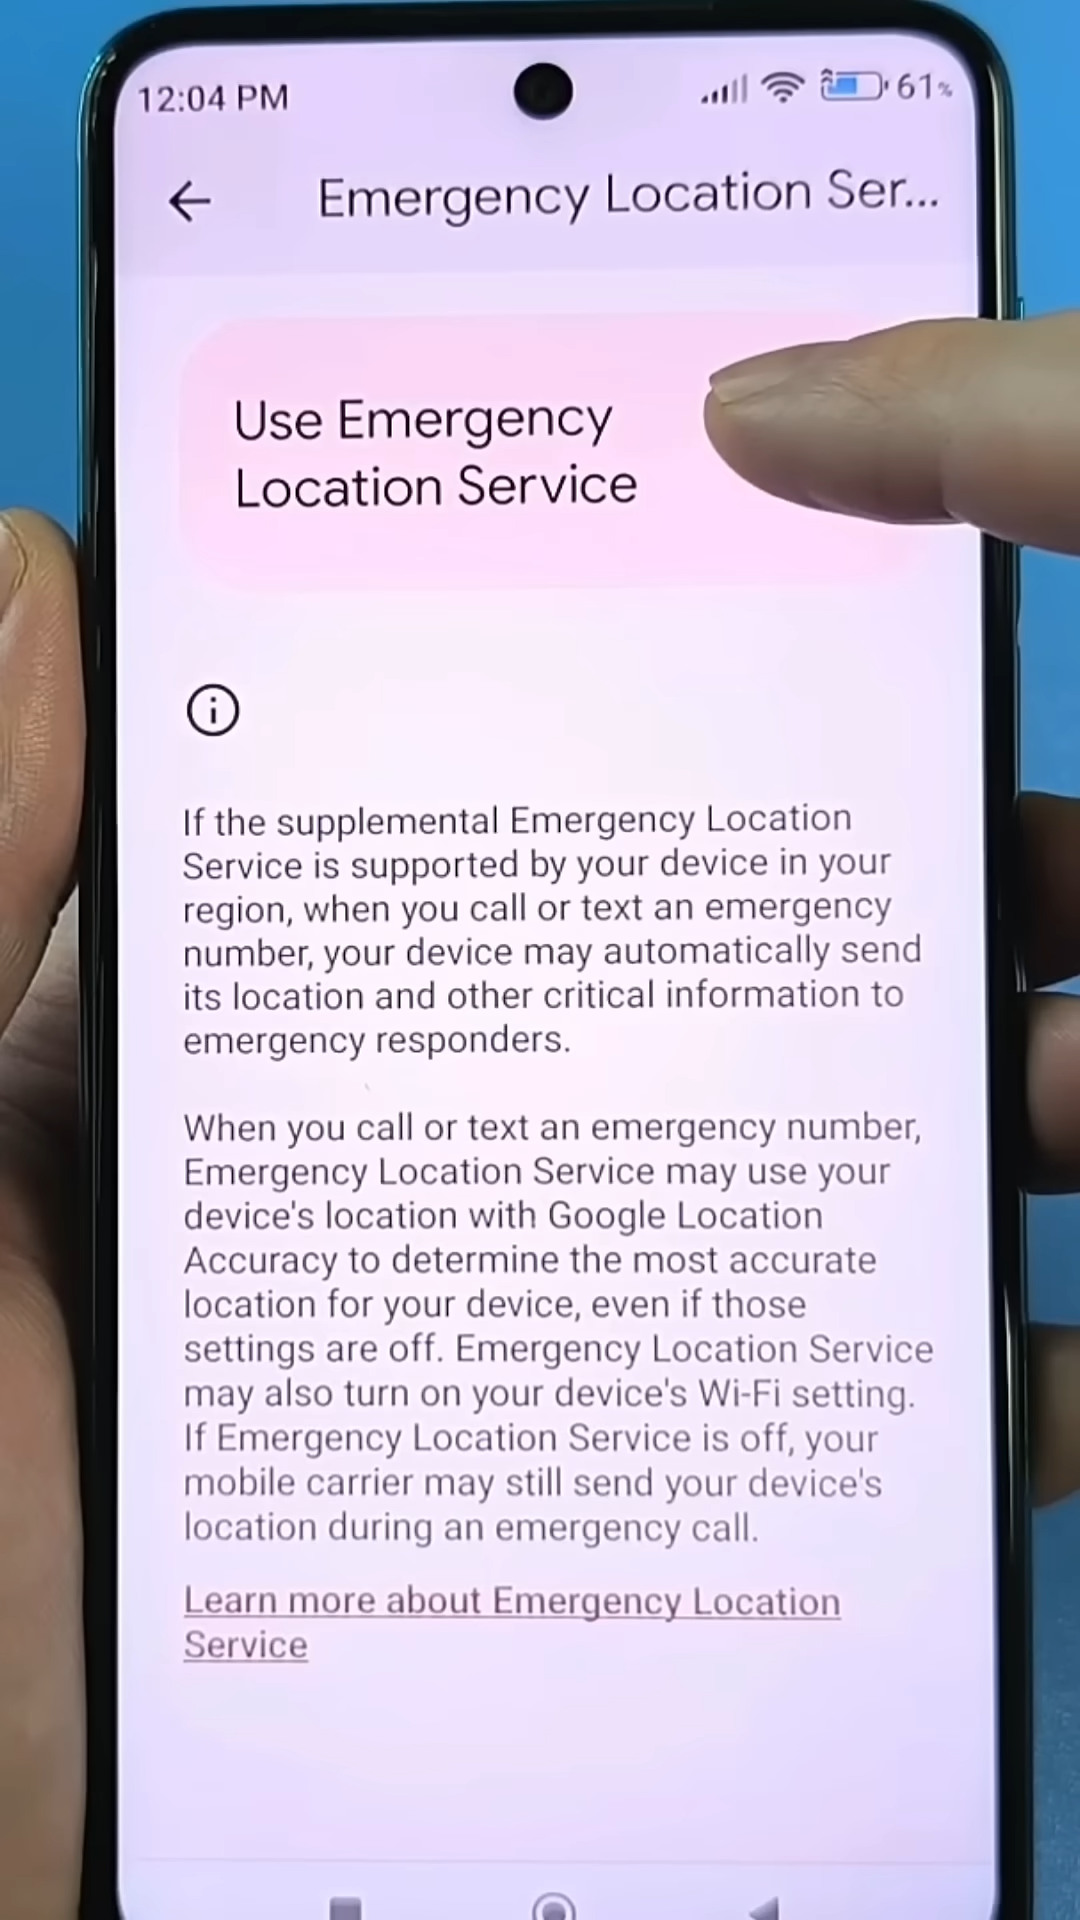 12:04 PM
61%
Emergency Location Ser...
Use Emergency
Location Service
If the supplemental Emergency Location
Service is supported by your device in your
region, when you call or text an emergency
number, your device may automatically send
its location and other critical information to
emergency responders.
When you call or text an emergency number,
Emergency Location Service may use your
device's location with Google Location
Accuracy to determine the most accurate
location for your device, even if those
settings are off. Emergency Location Service
may also turn on your device's Wi-Fi setting.
If Emergency Location Service is off, your
mobile carrier may still send your device's
location during an emergency call.
Learn more about Emergency Location
Service